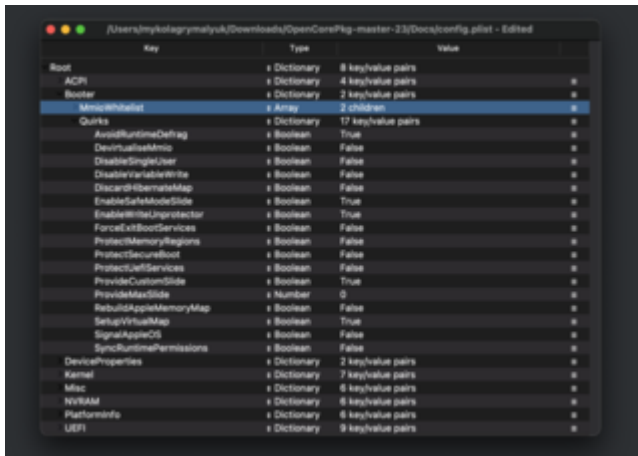 /Users/mykolagrymalyuk/Downloads/OpenCorePkg-master-23/Docs/config.plist - Edited
Key Type Value
Root Dictionary 8 key/value pairs
ACPI Dictionary 4 key/value pairs
Booter Dictionary 2 key/value pairs
MmioWhitelist Array 2 children
Quirks Dictionary 17 key/value pairs
AvoidRuntimeDefrag Boolean True
DevirtualiseMmio Boolean False
DisableSingleUser Boolean False
DisableVariableWrite Boolean False
DiscardHibernateMap Boolean False
EnableSafeModeSlide Boolean True
EnableWriteUnprotector Boolean True
ForceExitBootServices Boolean False
ProtectMemoryRegions Boolean False
ProtectSecureBoot Boolean False
ProtectUefiServices Boolean False
ProvideCustomSlide Boolean True
ProvideMaxSlide Number 0
RebuildAppleMemoryMap Boolean False
SetupVirtualMap Boolean True
SignalAppleOS Boolean False
SyncRuntimePermissions Boolean False
DeviceProperties Dictionary 2 key/value pairs
Kernel Dictionary 7 key/value pairs
Misc Dictionary 6 key/value pairs
NVRAM Dictionary 6 key/value pairs
PlatformInfo Dictionary 6 key/value pairs
UEFI Dictionary 9 key/value pairs